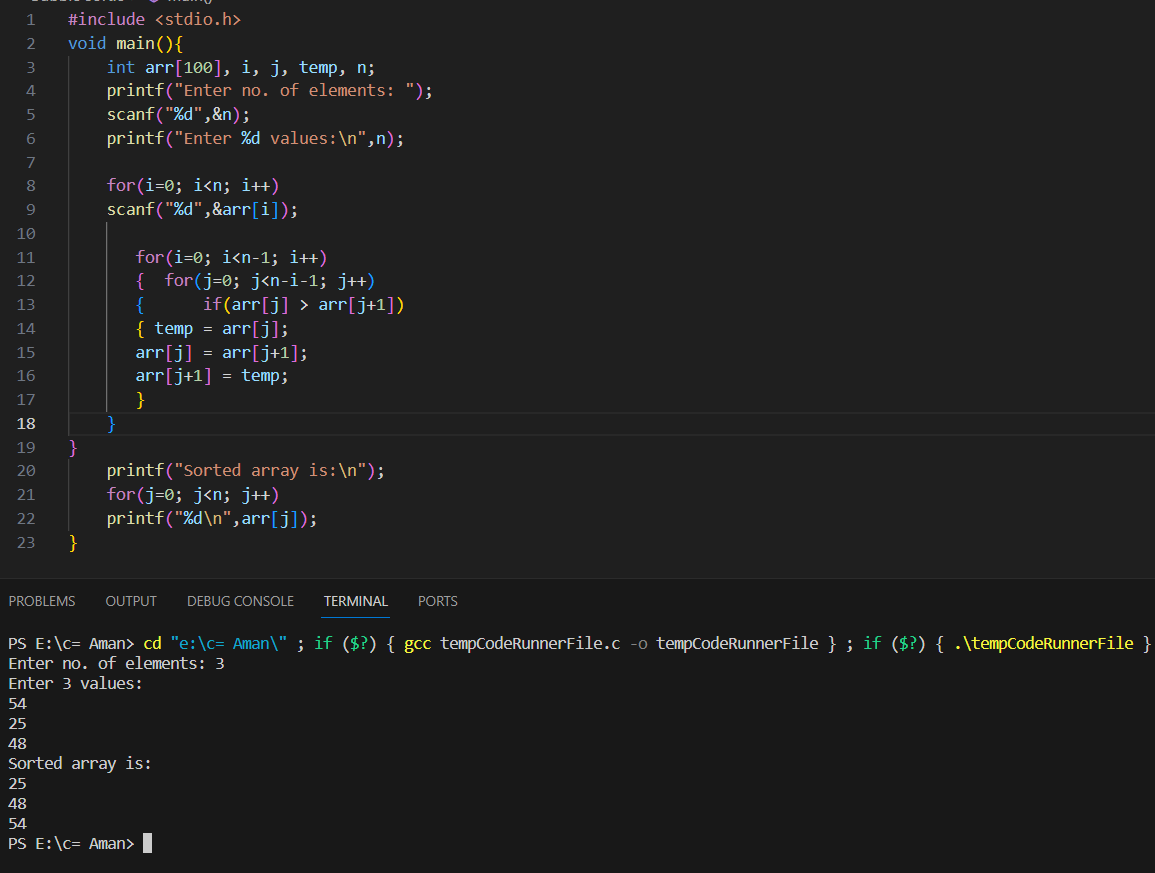 1 #include <stdio.h>
2 void main(){
3     int arr[100], i, j, temp, n;
4     printf("Enter no. of elements: ");
5     scanf("%d",&n);
6     printf("Enter %d values:\n",n);
7
8     for(i=0; i<n; i++)
9     scanf("%d",&arr[i]);
10
11        for(i=0; i<n-1; i++)
12        {  for(j=0; j<n-i-1; j++)
13        {      if(arr[j] > arr[j+1])
14        { temp = arr[j];
15        arr[j] = arr[j+1];
16        arr[j+1] = temp;
17        }
18     }
19 }
20     printf("Sorted array is:\n");
21     for(j=0; j<n; j++)
22     printf("%d\n",arr[j]);
23 }
PROBLEMS OUTPUT DEBUG CONSOLE TERMINAL PORTS
PS E:\c= Aman> cd "e:\c= Aman\" ; if ($?) { gcc tempCodeRunnerFile.c -o tempCodeRunnerFile } ; if ($?) { .\tempCodeRunnerFile }
Enter no. of elements: 3
Enter 3 values:
54
25
48
Sorted array is:
25
48
54
PS E:\c= Aman>